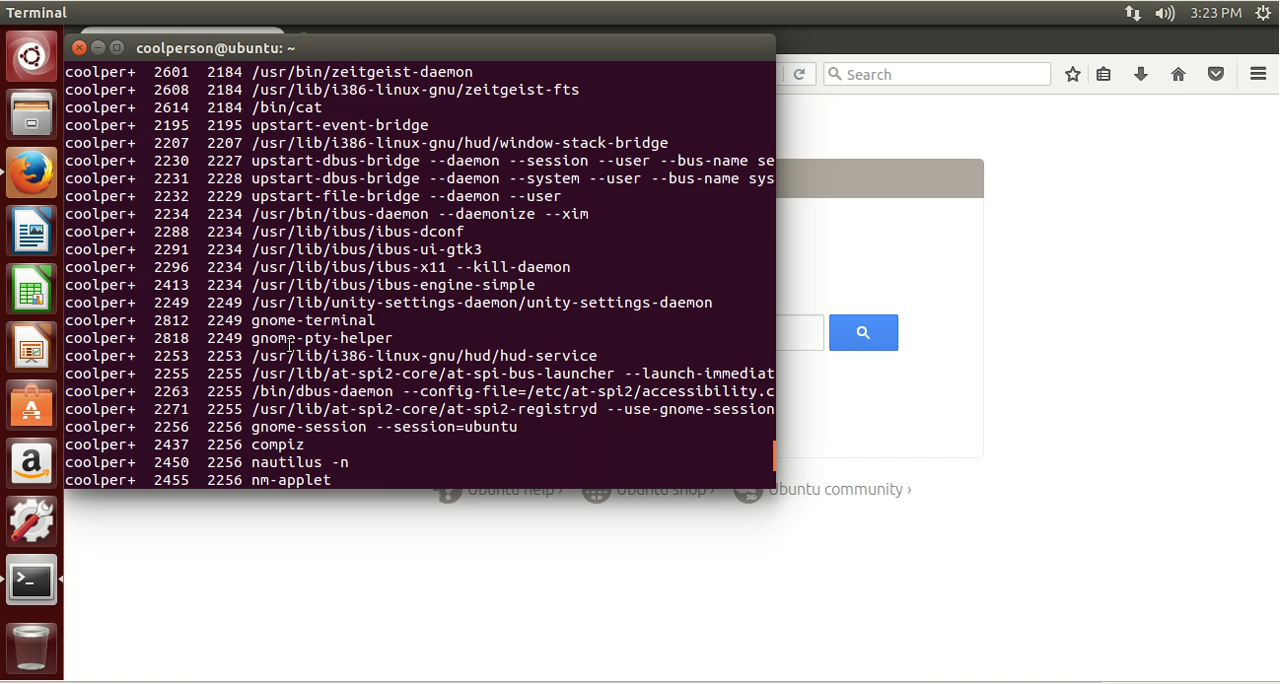 Terminal
3:23 PM
coolperson@ubuntu: ~
Search
coolper+ 2601 2184 /usr/bin/zeitgeist-daemon
coolper+ 2608 2184 /usr/lib/i386-linux-gnu/zeitgeist-fts
coolper+ 2614 2184 /bin/cat
coolper+ 2195 2195 upstart-event-bridge
coolper+ 2207 2207 /usr/lib/i386-linux-gnu/hud/window-stack-bridge
coolper+ 2230 2227 upstart-dbus-bridge --daemon --session --user --bus-name se
coolper+ 2231 2228 upstart-dbus-bridge --daemon --system --user --bus-name sys
coolper+ 2232 2229 upstart-file-bridge --daemon --user
coolper+ 2234 2234 /usr/bin/ibus-daemon --daemonize --xim
coolper+ 2288 2234 /usr/lib/ibus/ibus-dconf
coolper+ 2291 2234 /usr/lib/ibus/ibus-ui-gtk3
coolper+ 2296 2234 /usr/lib/ibus/ibus-x11 --kill-daemon
coolper+ 2413 2234 /usr/lib/ibus/ibus-engine-simple
coolper+ 2249 2249 /usr/lib/unity-settings-daemon/unity-settings-daemon
coolper+ 2812 2249 gnome-terminal
coolper+ 2818 2249 gnome-pty-helper
coolper+ 2253 2253 /usr/lib/i386-linux-gnu/hud/hud-service
coolper+ 2255 2255 /usr/lib/at-spi2-core/at-spi-bus-launcher --launch-immediat
coolper+ 2263 2255 /bin/dbus-daemon --config-file=/etc/at-spi2/accessibility.c
coolper+ 2271 2255 /usr/lib/at-spi2-core/at-spi2-registryd --use-gnome-session
coolper+ 2256 2256 gnome-session --session=ubuntu
coolper+ 2437 2256 compiz
coolper+ 2450 2256 nautilus -n
coolper+ 2455 2256 nm-applet
Ubuntu help › Ubuntu shop › Ubuntu community ›